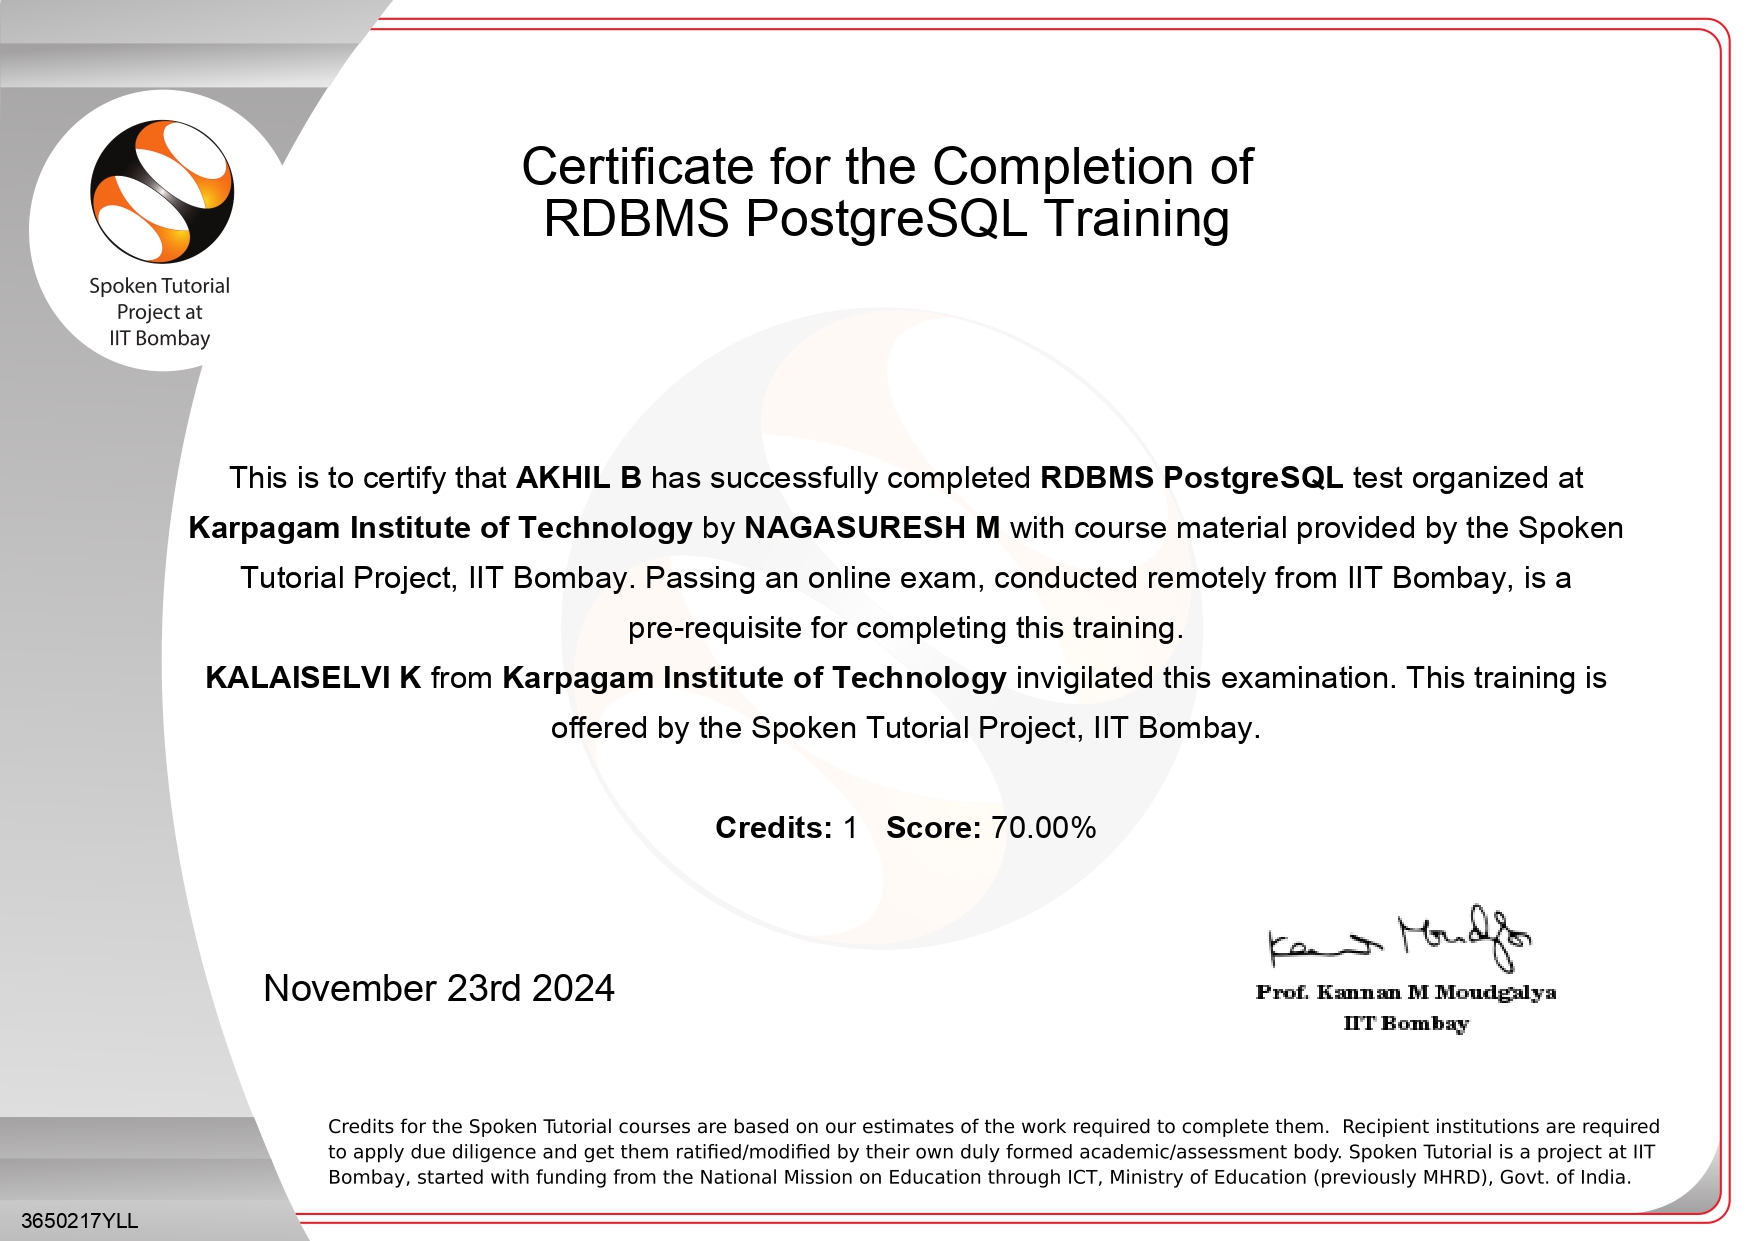 Certificate for the Completion of
RDBMS PostgreSQL Training
Spoken Tutorial
Project at
IIT Bombay
This is to certify that AKHIL B has successfully completed RDBMS PostgreSQL test organized at
Karpagam Institute of Technology by NAGASURESH M with course material provided by the Spoken
Tutorial Project, IIT Bombay. Passing an online exam, conducted remotely from IIT Bombay, is a
pre-requisite for completing this training.
KALAISELVI K from Karpagam Institute of Technology invigilated this examination. This training is
offered by the Spoken Tutorial Project, IIT Bombay.
Credits: 1 Score: 70.00%
November 23rd 2024
Kannan Moudgalya
Prof. Kannan M Moudgalya
IIT Bombay
Credits for the Spoken Tutorial courses are based on our estimates of the work required to complete them. Recipient institutions are required
to apply due diligence and get them ratified/modified by their own duly formed academic/assessment body. Spoken Tutorial is a project at IIT
Bombay, started with funding from the National Mission on Education through ICT, Ministry of Education (previously MHRD), Govt. of India.
3650217YLL